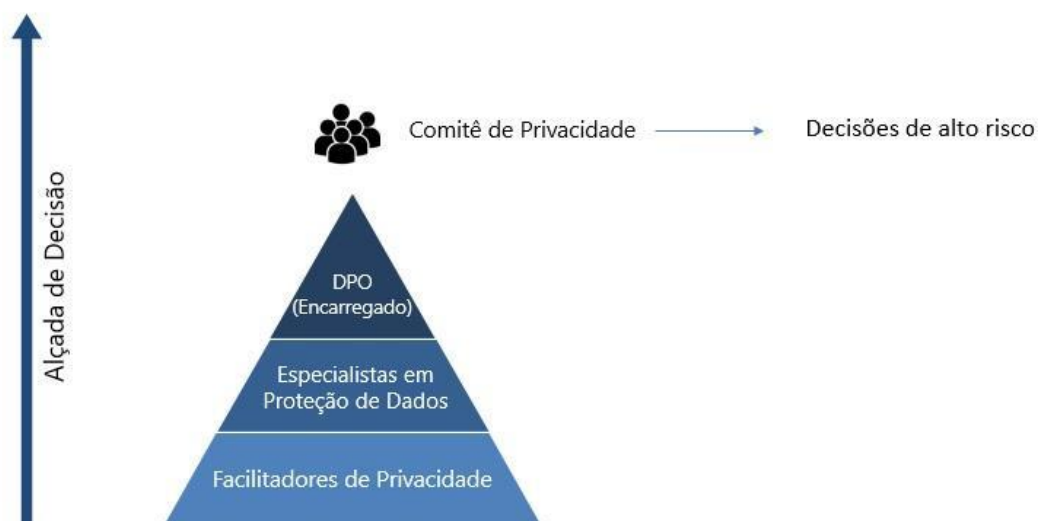 Comitê de Privacidade
Decisões de alto risco
Alçada de Decisão
DPO
(Encarregado)
Especialistas em
Proteção de Dados
Facilitadores de Privacidade